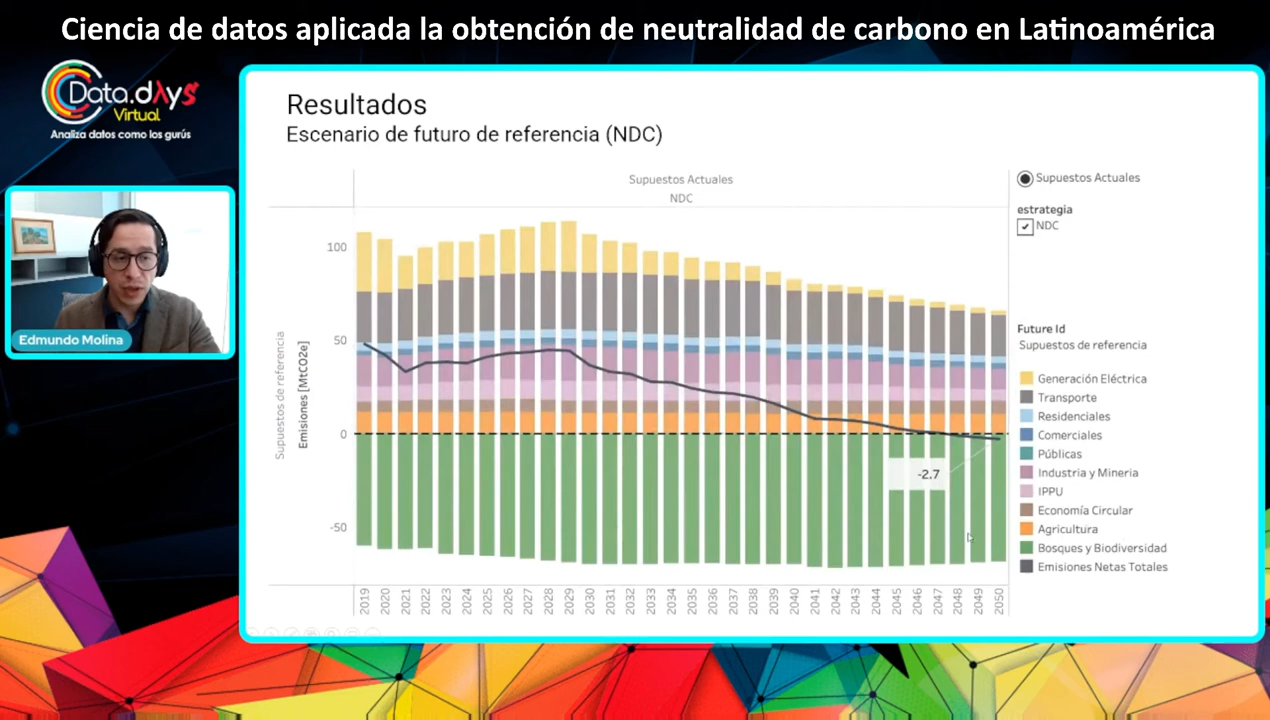 Ciencia de datos aplicada la obtención de neutralidad de carbono en Latinoamérica
Data.dAys
Virtual
Analiza datos como los gurús
Edmundo Molina
Resultados
Escenario de futuro de referencia (NDC)
Supuestos Actuales
NDC
Supuestos de referencia
Emisiones [MtCO2e]
100
50
0
-50
-2.7
2019
2020
2021
2022
2023
2024
2025
2026
2027
2028
2029
2030
2031
2032
2033
2034
2035
2036
2037
2038
2039
2040
2041
2042
2043
2044
2045
2046
2047
2048
2049
2050
Supuestos Actuales
estrategia
NDC
Future Id
Supuestos de referencia
Generación Eléctrica
Transporte
Residenciales
Comerciales
Públicas
Industria y Mineria
IPPU
Economía Circular
Agricultura
Bosques y Biodiversidad
Emisiones Netas Totales